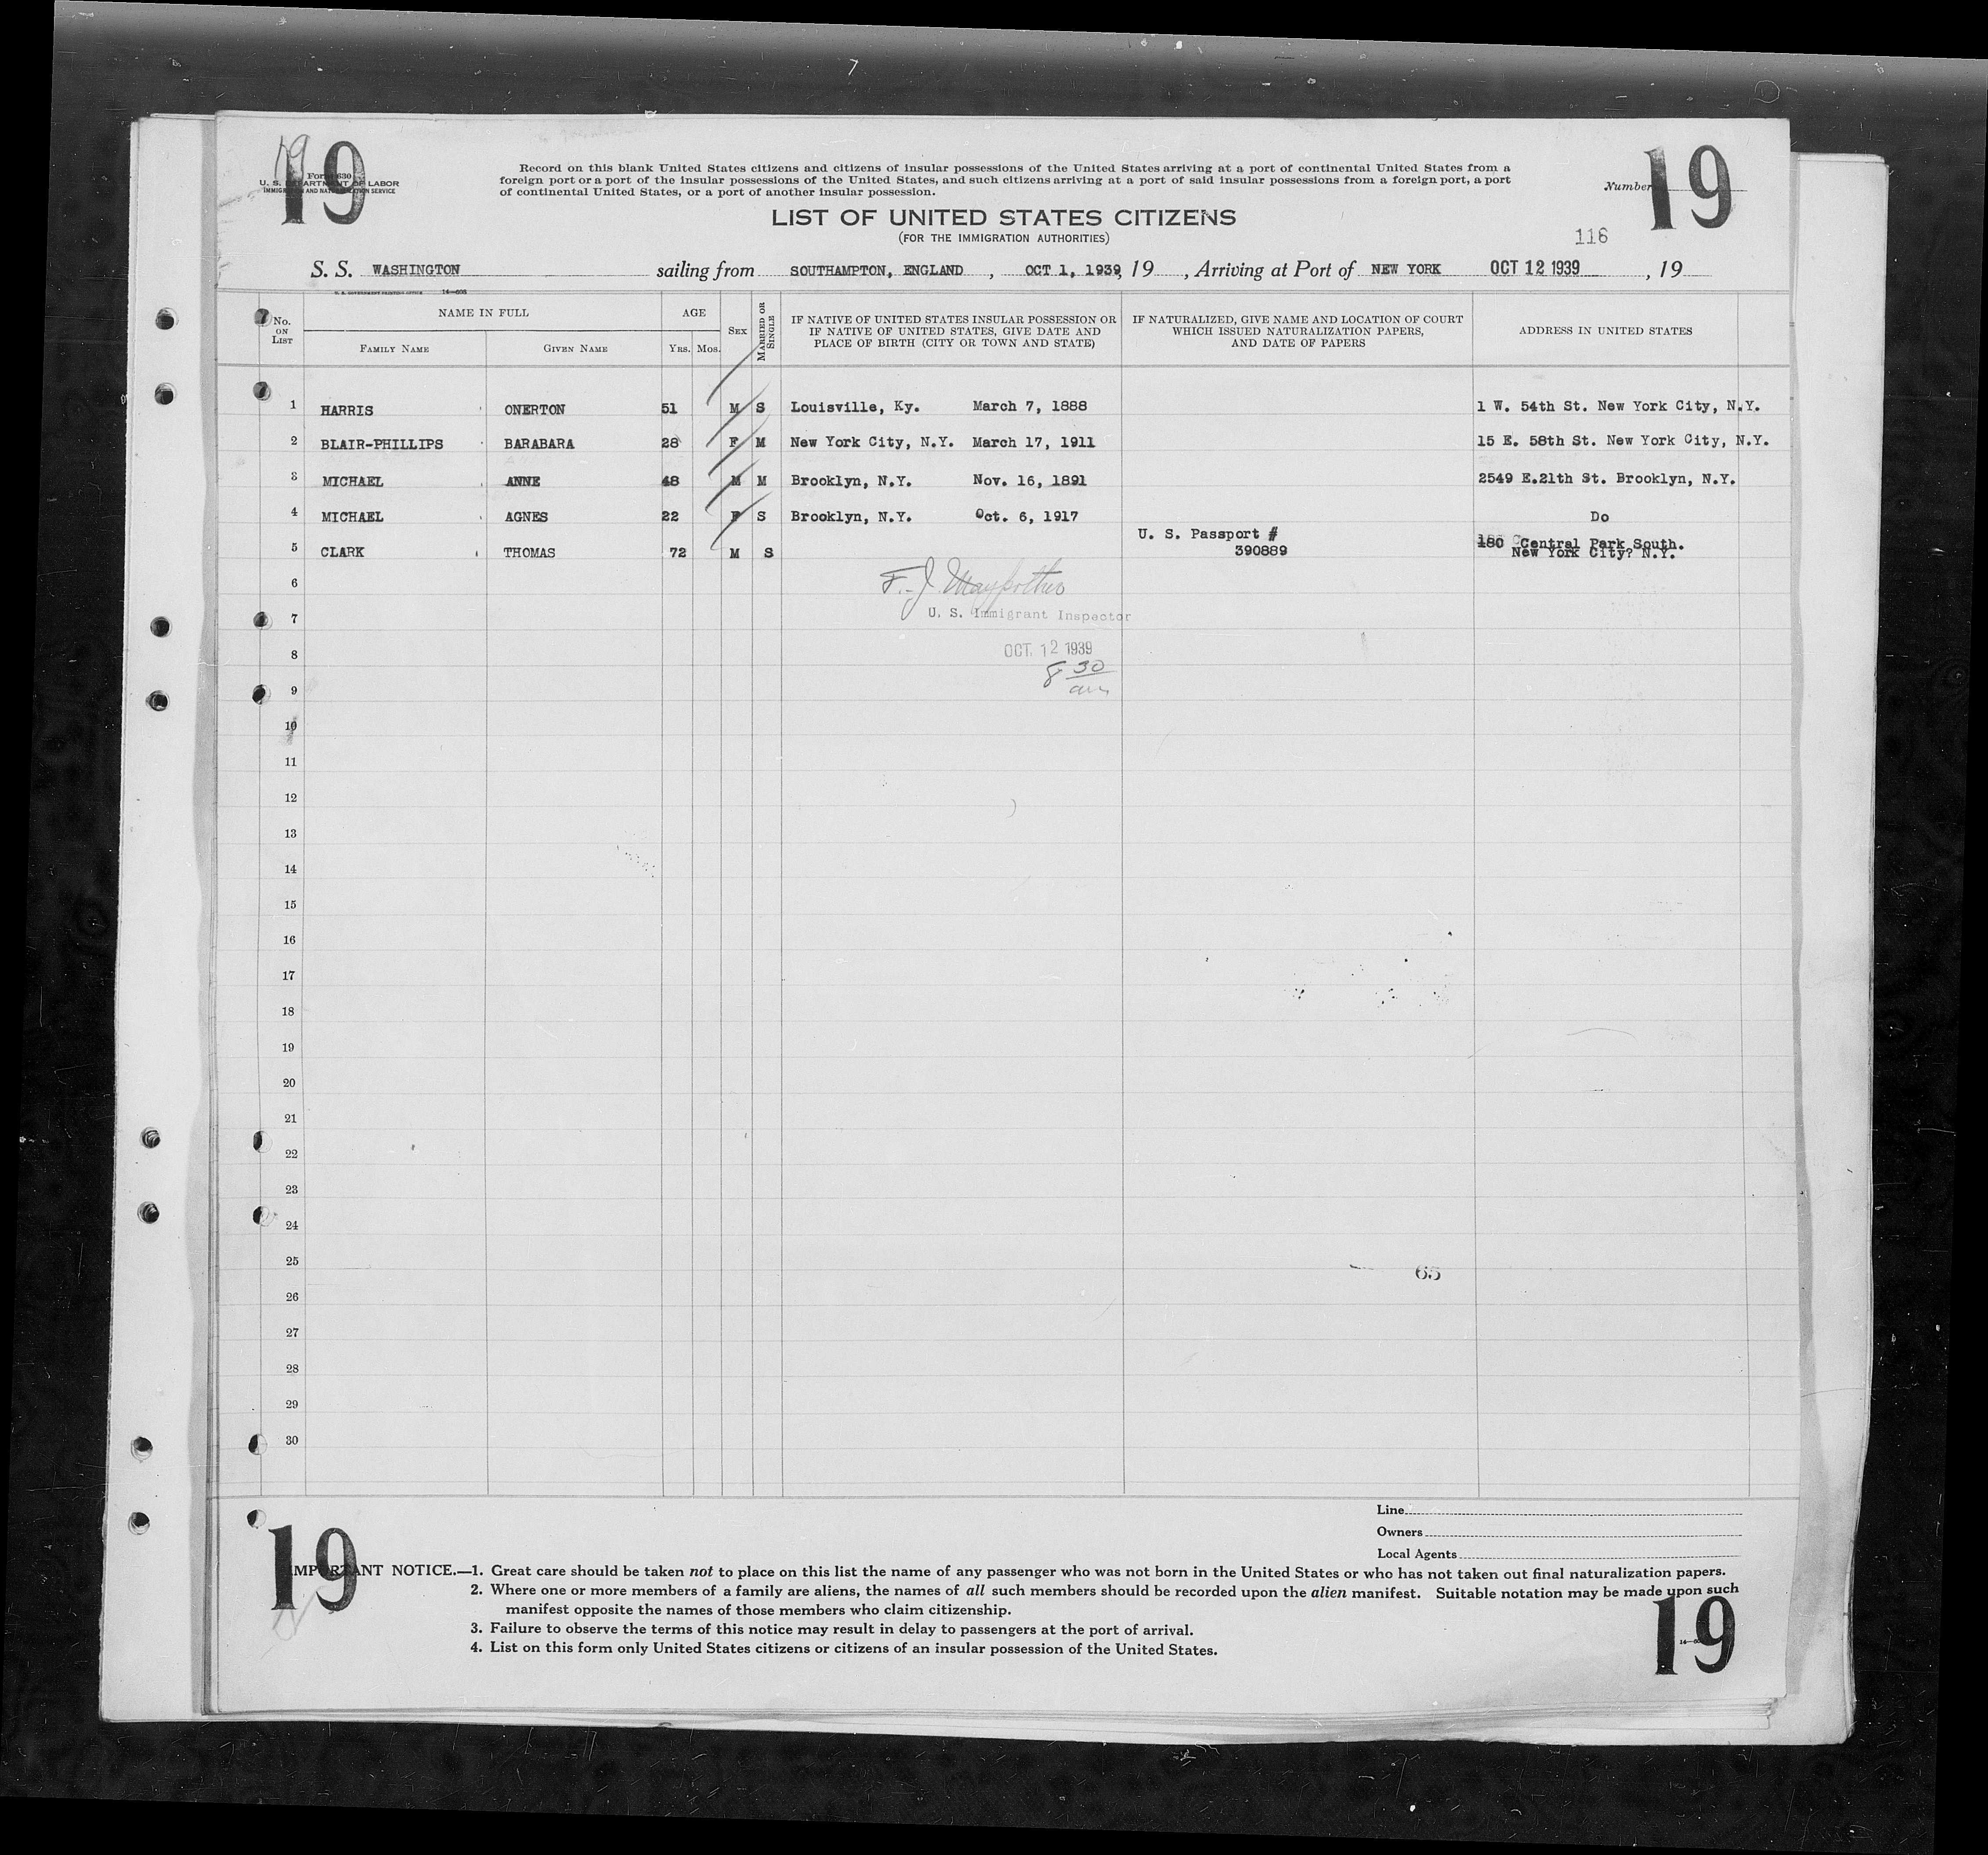 19
19
19
Form 630
U. S. DEPARTMENT OF LABOR
IMMIGRATION AND NATURALIZATION SERVICE
Record on this blank United States citizens and citizens of insular possessions of the United States arriving at a port of continental United States from a
foreign port or a port of the insular possessions of the United States, and such citizens arriving at a port of said insular possessions from a foreign port, a port
of continental United States, or a port of another insular possession.
Number
LIST OF UNITED STATES CITIZENS
(FOR THE IMMIGRATION AUTHORITIES)
116
S. S. WASHINGTON sailing from SOUTHAMPTON, ENGLAND , OCT 1, 1939, 19 , Arriving at Port of NEW YORK OCT 12 1939 , 19
U. S. GOVERNMENT PRINTING OFFICE
No. ON LIST
NAME IN FULL
FAMILY NAME GIVEN NAME
AGE
YRS. MOS.
SEX
MARRIED OR SINGLE
IF NATIVE OF UNITED STATES INSULAR POSSESSION OR
IF NATIVE OF UNITED STATES, GIVE DATE AND
PLACE OF BIRTH (CITY OR TOWN AND STATE)
IF NATURALIZED, GIVE NAME AND LOCATION OF COURT
WHICH ISSUED NATURALIZATION PAPERS,
AND DATE OF PAPERS
ADDRESS IN UNITED STATES
1 HARRIS ONERTON 51 M S Louisville, Ky. March 7, 1888 1 W. 54th St. New York City, N.Y.
2 BLAIR-PHILLIPS BARABARA 28 F M New York City, N.Y. March 17, 1911 15 E. 58th St. New York City, N.Y.
3 MICHAEL ANNE 48 M M Brooklyn, N.Y. Nov. 16, 1891 2549 E.21th St. Brooklyn, N.Y.
4 MICHAEL AGNES 22 F S Brooklyn, N.Y. Oct. 6, 1917 Do
5 CLARK THOMAS 72 M S U. S. Passport # 390889 180 Central Park South.
New York City? N.Y.
6
F. J.
7
U. S. Immigrant Inspector
8
OCT. 12 1939
8 30
am
9
10
11
12
13
14
15
16
17
18
19
20
21
22
23
24
25
65
26
27
28
29
30
Line
Owners
Local Agents
19
IMPORTANT NOTICE.—1. Great care should be taken not to place on this list the name of any passenger who was not born in the United States or who has not taken out final naturalization papers.
2. Where one or more members of a family are aliens, the names of all such members should be recorded upon the alien manifest. Suitable notation may be made upon such
manifest opposite the names of those members who claim citizenship.
3. Failure to observe the terms of this notice may result in delay to passengers at the port of arrival.
4. List on this form only United States citizens or citizens of an insular possession of the United States.
19